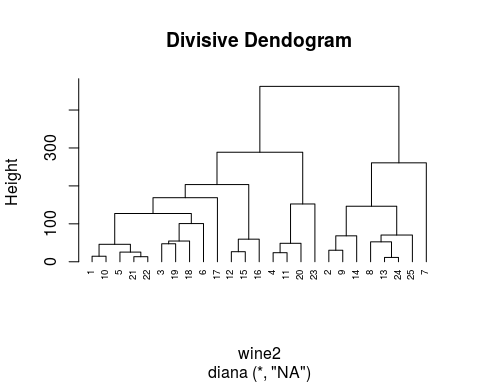 Divisive Dendogram
Height
300
100
0
1 10 5 21 22 3 19 18 6 17 12 15 16 4 11 20 23 2 9 14 8 13 24 25 7
wine2
diana (*, "NA")